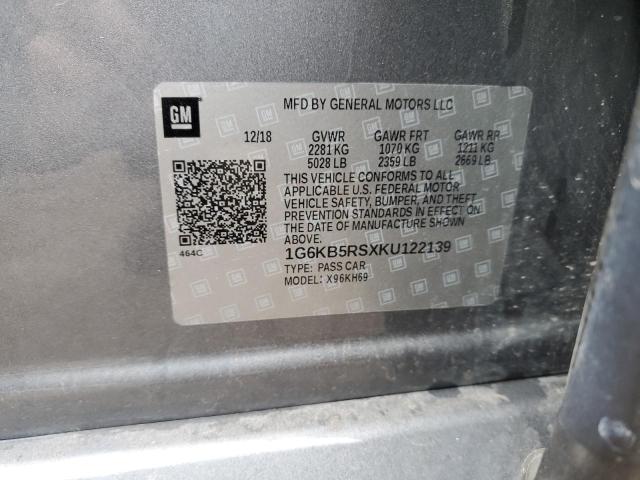 GM
MFD BY GENERAL MOTORS LLC
12/18 GVWR GAWR FRT GAWR RR
2281 KG 1070 KG 1211 KG
5028 LB 2359 LB 2669 LB
THIS VEHICLE CONFORMS TO ALL
APPLICABLE U.S. FEDERAL MOTOR
VEHICLE SAFETY, BUMPER, AND THEFT
PREVENTION STANDARDS IN EFFECT ON
THE DATE OF MANUFACTURE SHOWN ABOVE.
464C
1G6KB5RSXKU122139
TYPE: PASS CAR
MODEL: X96KH69